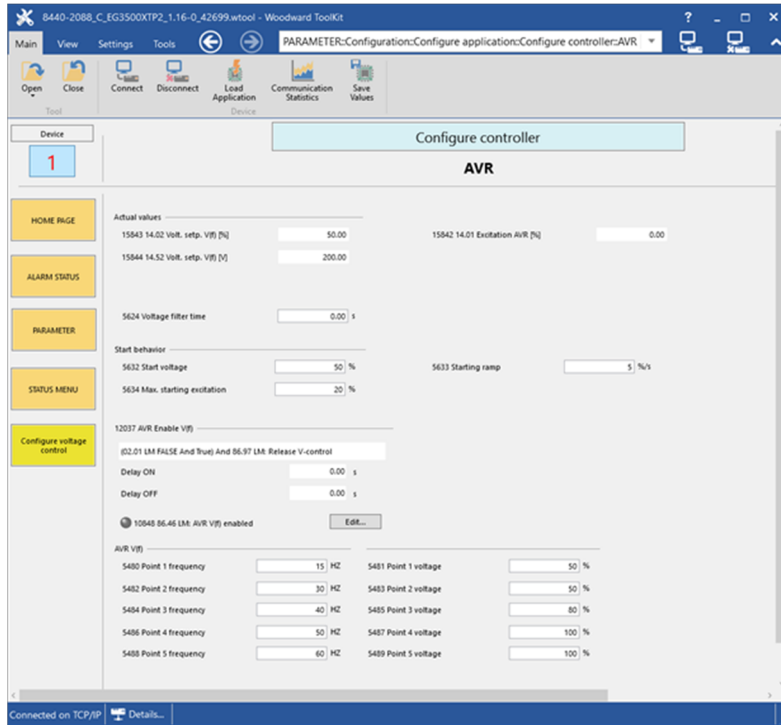 8440-2088_C_EG3500XTP2_1.16-0_42699.wtool - Woodward ToolKit
?
Main View Settings Tools PARAMETER::Configuration::Configure application::Configure controller::AVR
Open Close Connect Disconnect Load Application Communication Statistics Save Values
Tool Device
Device
1
Configure controller
AVR
HOME PAGE
ALARM STATUS
PARAMETER
STATUS MENU
Configure voltage control
Actual values
15843 14.02 Volt. setp. V(f) [%] 50.00 15842 14.01 Excitation AVR [%] 0.00
15844 14.52 Volt. setp. V(f) [V] 200.00
5624 Voltage filter time 0.00 s
Start behavior
5632 Start voltage 50 % 5633 Starting ramp 5 %/s
5634 Max. starting excitation 20 %
12037 AVR Enable V(f)
(02.01 LM FALSE And True) And 86.97 LM: Release V-control
Delay ON 0.00 s
Delay OFF 0.00 s
10848 86.46 LM: AVR V(f) enabled Edit...
AVR V(f)
5480 Point 1 frequency 15 HZ 5481 Point 1 voltage 50 %
5482 Point 2 frequency 30 HZ 5483 Point 2 voltage 50 %
5484 Point 3 frequency 40 HZ 5485 Point 3 voltage 80 %
5486 Point 4 frequency 50 HZ 5487 Point 4 voltage 100 %
5488 Point 5 frequency 60 HZ 5489 Point 5 voltage 100 %
Connected on TCP/IP Details...